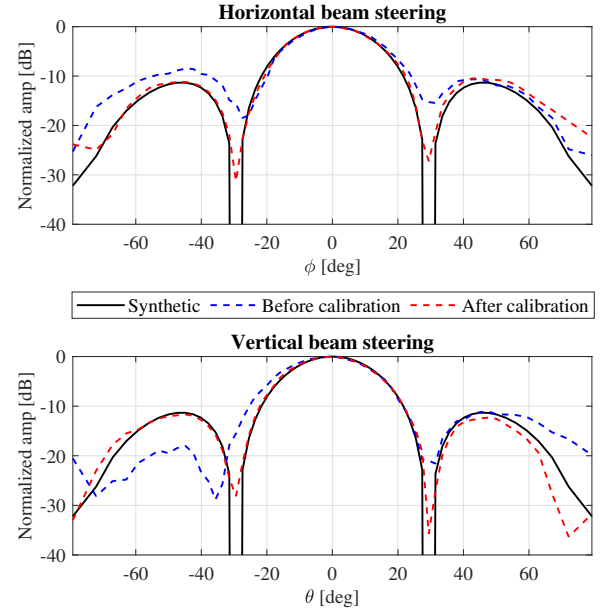 Horizontal beam steering
Normalized amp [dB]
0
-10
-20
-30
-40
-60
-40
-20
0
20
40
60
ϕ [deg]
Synthetic
Before calibration
After calibration
Vertical beam steering
Normalized amp [dB]
0
-10
-20
-30
-40
-60
-40
-20
0
20
40
60
θ [deg]